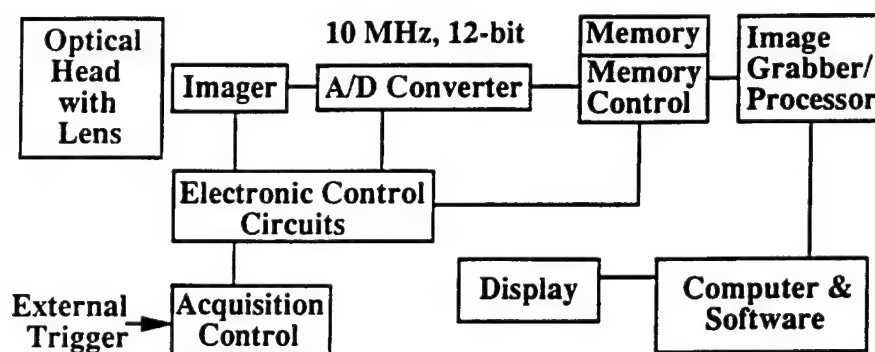 Optical
Head
with
Lens
10 MHz, 12-bit
Imager
A/D Converter
Memory
Memory
Control
Image
Grabber/
Processor
Electronic Control
Circuits
External
Trigger
Acquisition
Control
Display
Computer &
Software